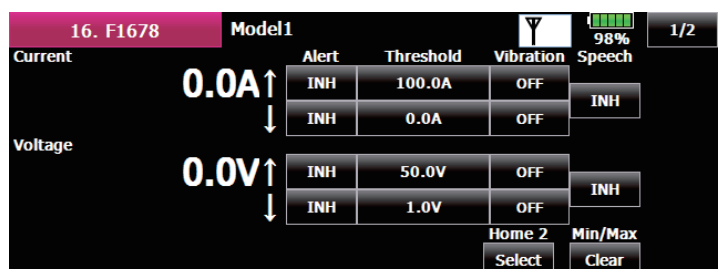 16. F1678 Model1 98% 1/2
Current Alert Threshold Vibration Speech
0.0A↑ INH 100.0A OFF INH
↓ INH 0.0A OFF
Voltage
0.0V↑ INH 50.0V OFF INH
↓ INH 1.0V OFF
Home 2 Min/Max
Select Clear